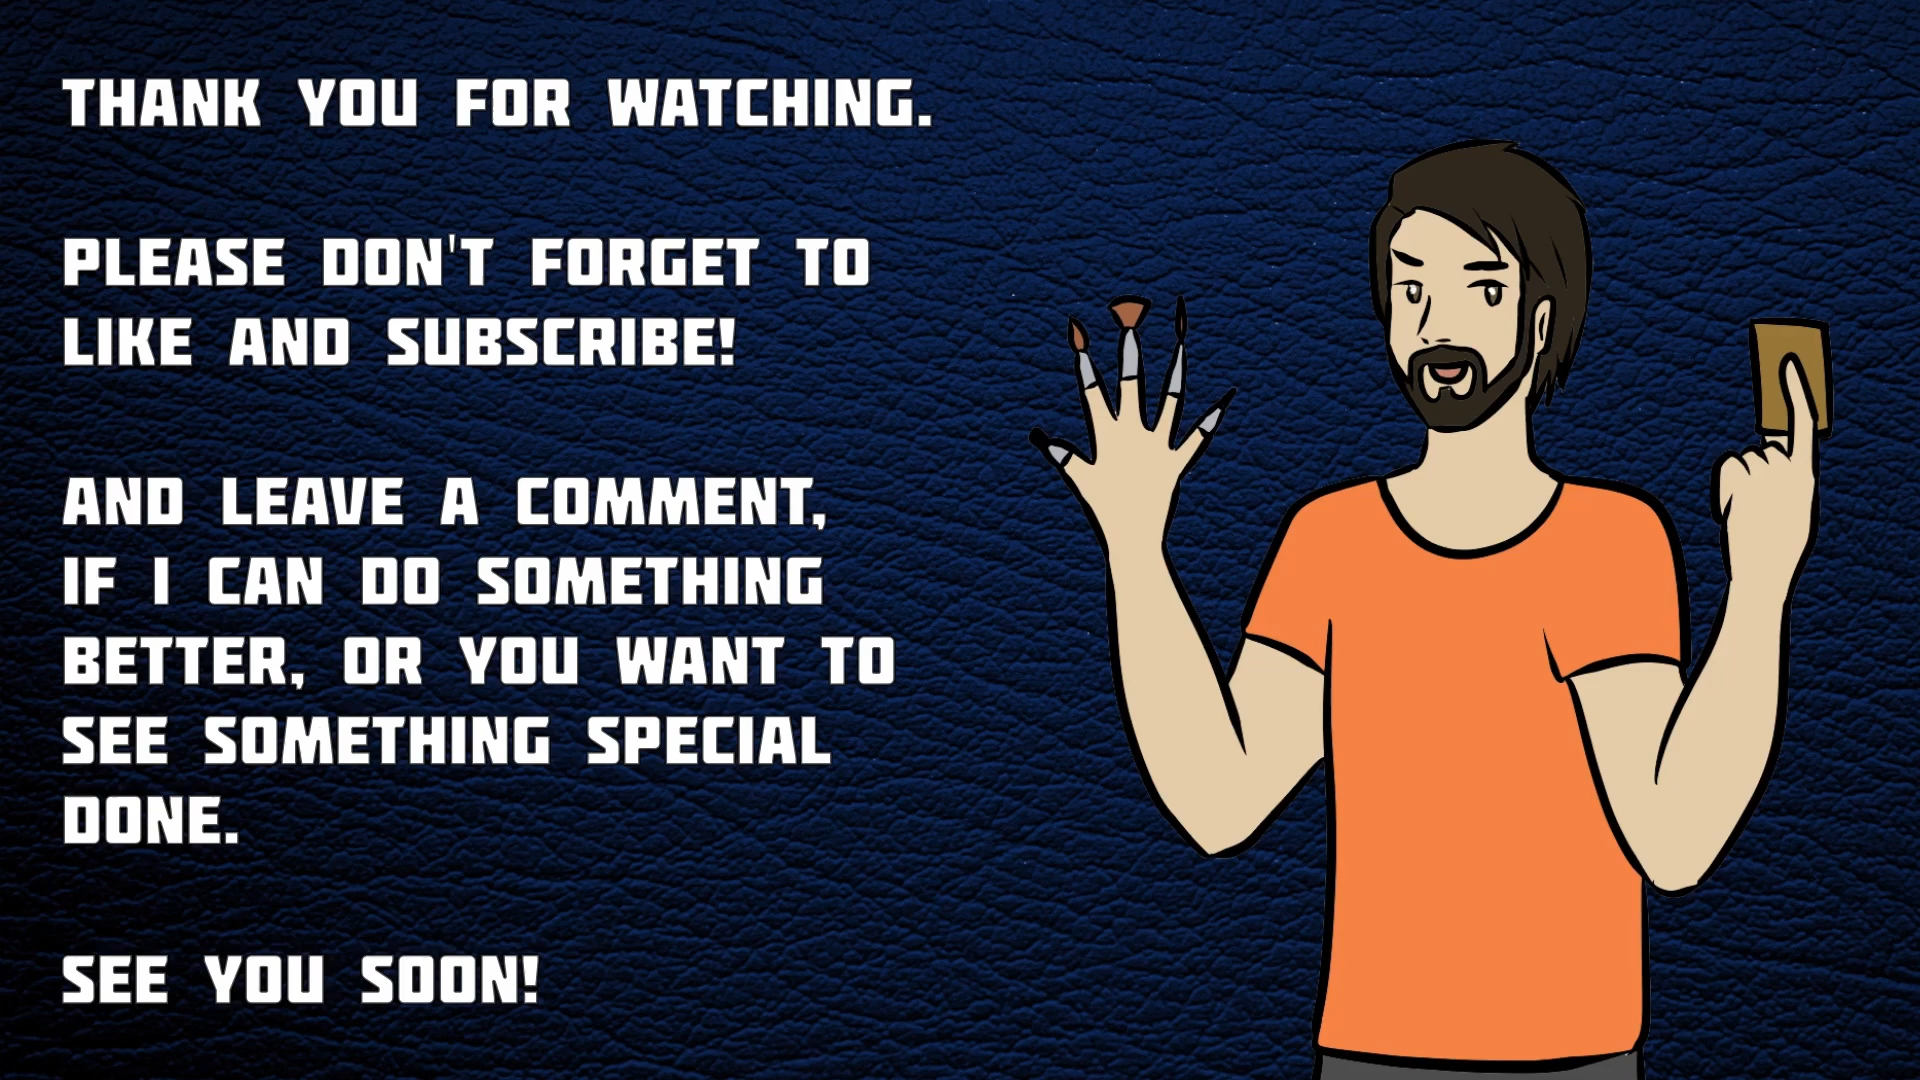 THANK YOU FOR WATCHING.
PLEASE DON'T FORGET TO
LIKE AND SUBSCRIBE!
AND LEAVE A COMMENT,
IF I CAN DO SOMETHING
BETTER, OR YOU WANT TO
SEE SOMETHING SPECIAL
DONE.
SEE YOU SOON!